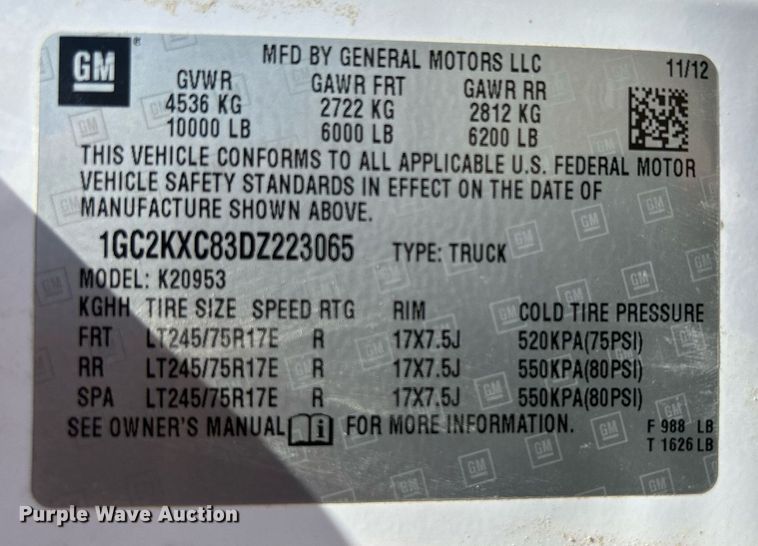 GM ®
MFD BY GENERAL MOTORS LLC 11/12
GVWR GAWR FRT GAWR RR
4536 KG 2722 KG 2812 KG
10000 LB 6000 LB 6200 LB
THIS VEHICLE CONFORMS TO ALL APPLICABLE U.S. FEDERAL MOTOR
VEHICLE SAFETY STANDARDS IN EFFECT ON THE DATE OF
MANUFACTURE SHOWN ABOVE.
1GC2KXC83DZ223065 TYPE: TRUCK
MODEL: K20953
KGHH TIRE SIZE SPEED RTG RIM COLD TIRE PRESSURE
FRT LT245/75R17E R 17X7.5J 520KPA(75PSI)
RR LT245/75R17E R 17X7.5J 550KPA(80PSI)
SPA LT245/75R17E R 17X7.5J 550KPA(80PSI)
SEE OWNER'S MANUAL i FOR MORE INFORMATION.
F 988 LB
T 1626 LB
Purple Wave Auction